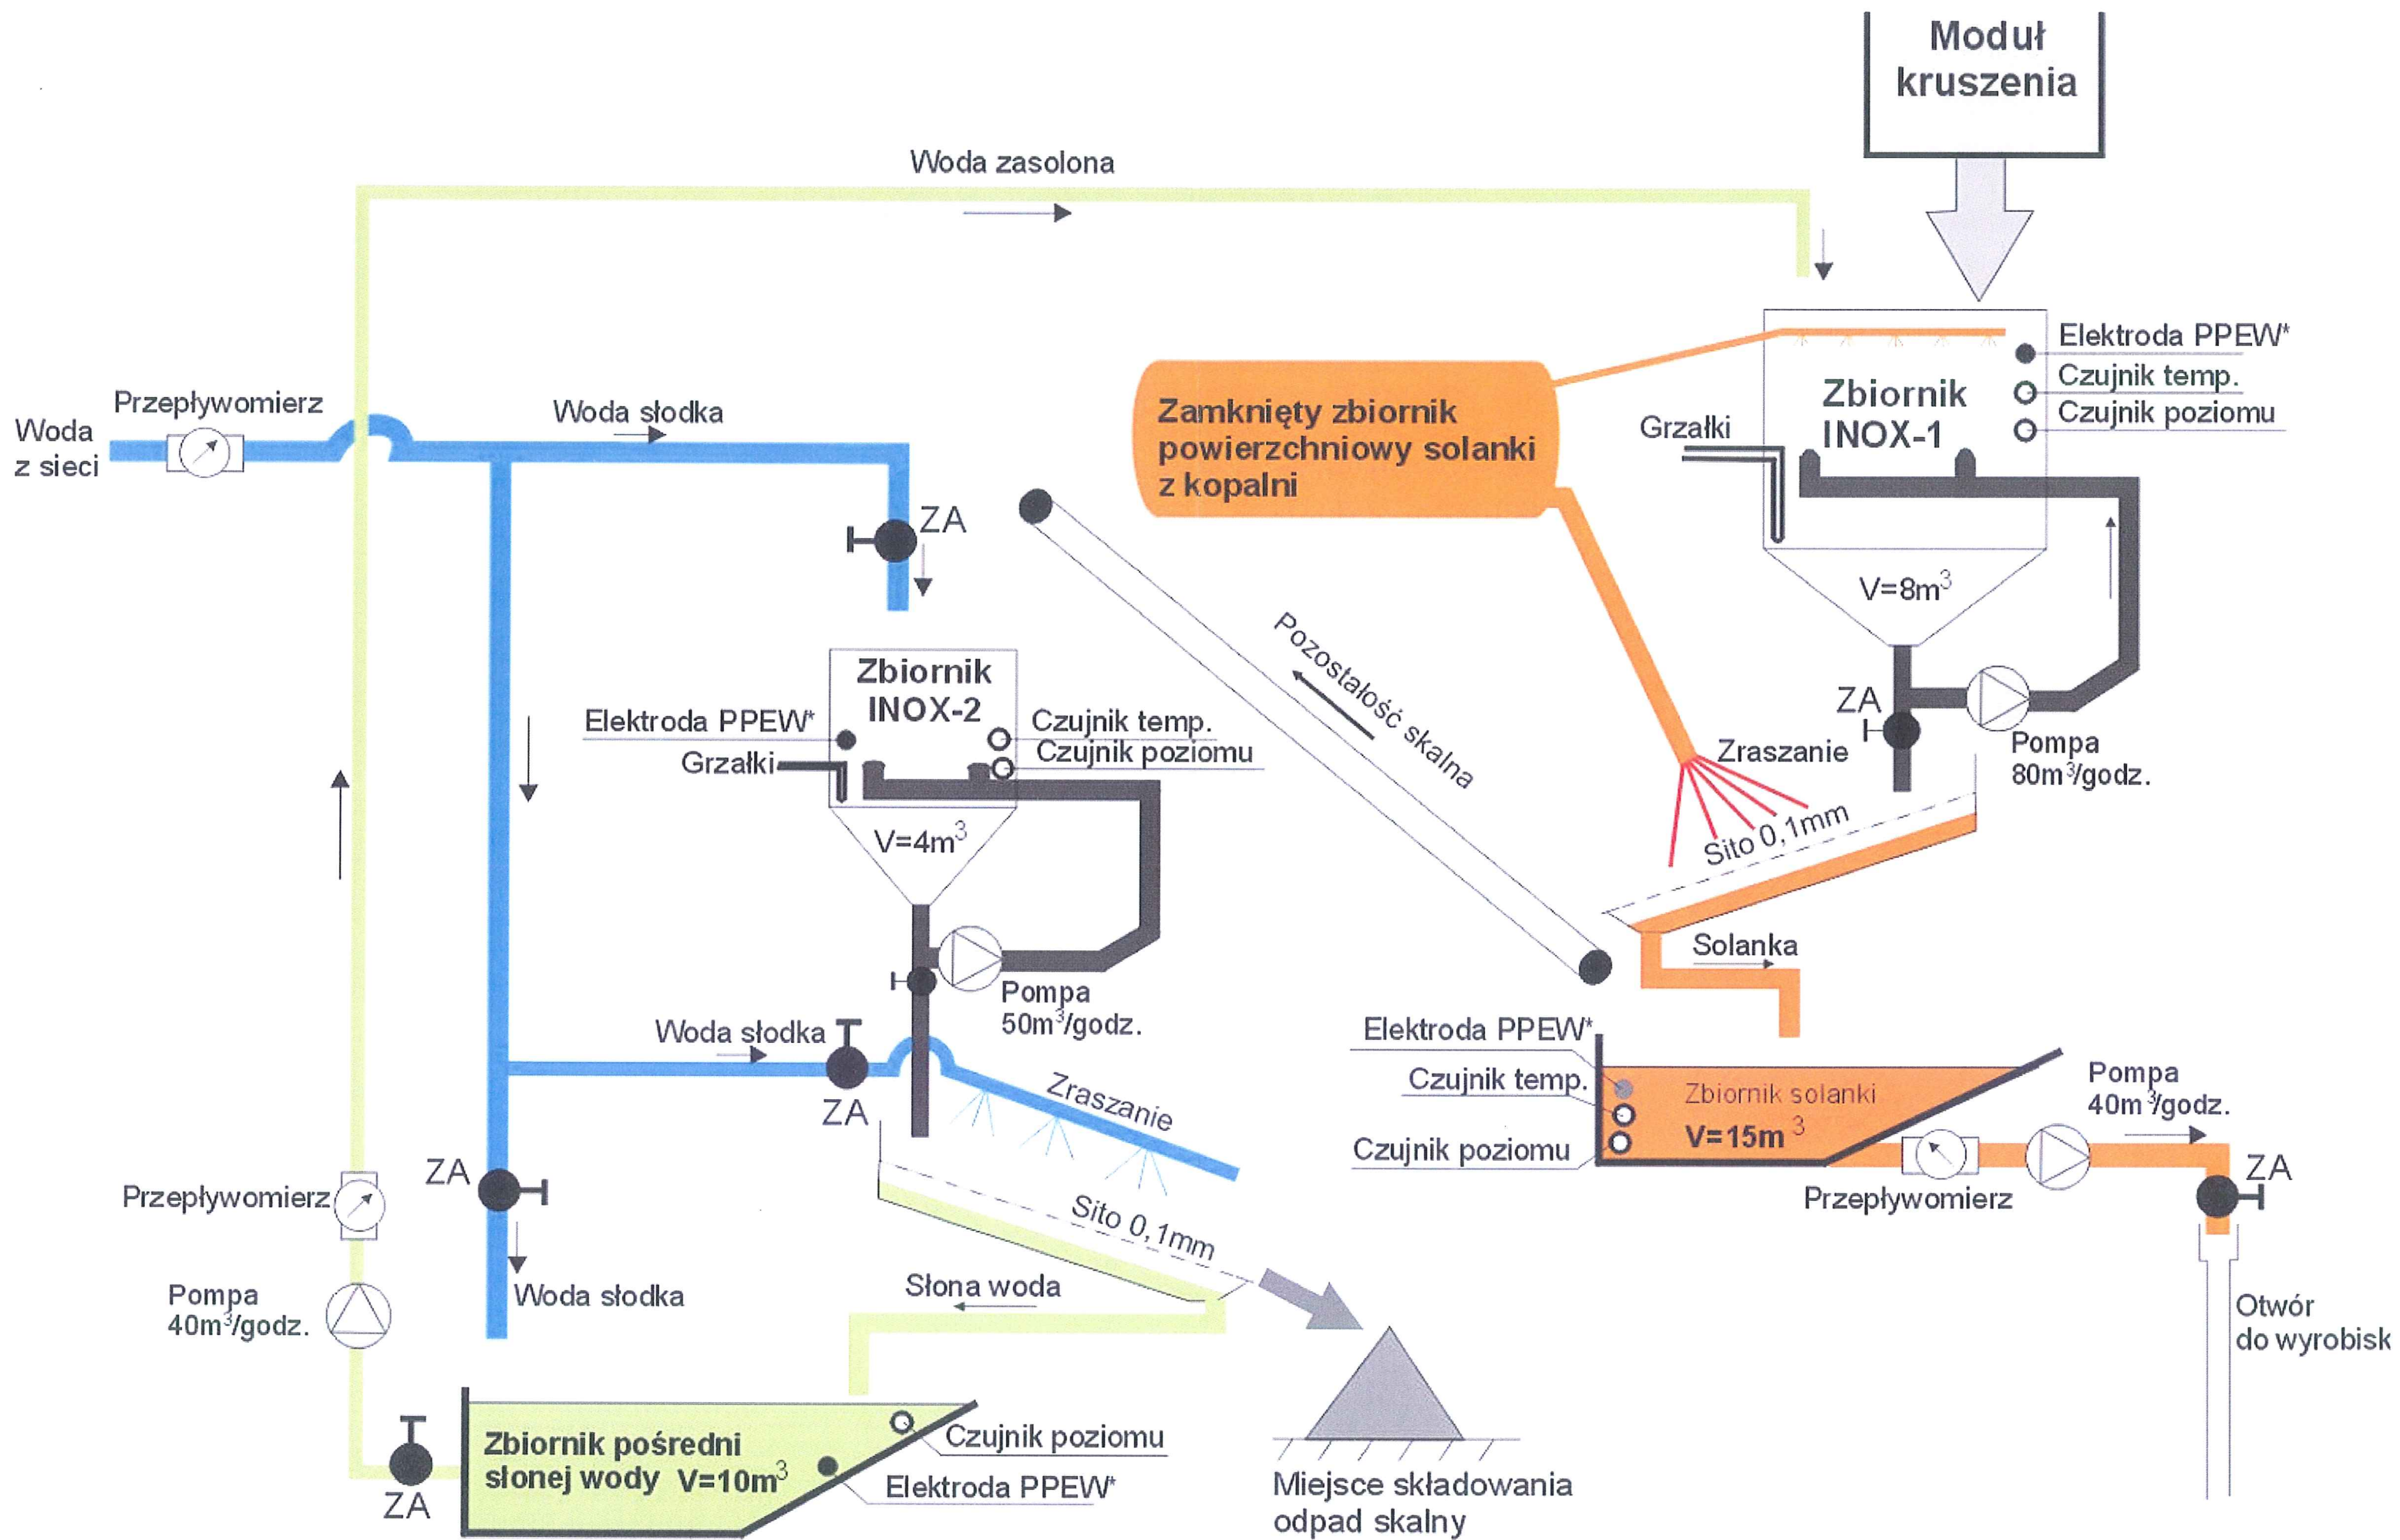 Moduł
kruszenia
Woda zasolona
Elektroda PPEW*
Czujnik temp.
Czujnik poziomu
Zbiornik
INOX-1
Grzałki
V=8m³
Przepływomierz
Woda
z sieci
Woda słodka
ZA
Zamknięty zbiornik
powierzchniowy solanki
z kopalni
Pozostałość skalna
ZA
Pompa
80m³/godz.
Zraszanie
Sito 0,1mm
Zbiornik
INOX-2
Elektroda PPEW*
Grzałki
Czujnik temp.
Czujnik poziomu
V=4m³
Pompa
50m³/godz.
Solanka
Woda słodka
ZA
Zraszanie
Sito 0,1mm
Elektroda PPEW*
Czujnik temp.
Czujnik poziomu
Zbiornik solanki
V=15m³
Pompa
40m³/godz.
Przepływomierz
ZA
Otwór
do wyrobisk
ZA
Przepływomierz
Woda słodka
Pompa
40m³/godz.
Słona woda
Zbiornik pośredni
słonej wody V=10m³
Czujnik poziomu
Elektroda PPEW*
ZA
Miejsce składowania
odpad skalny